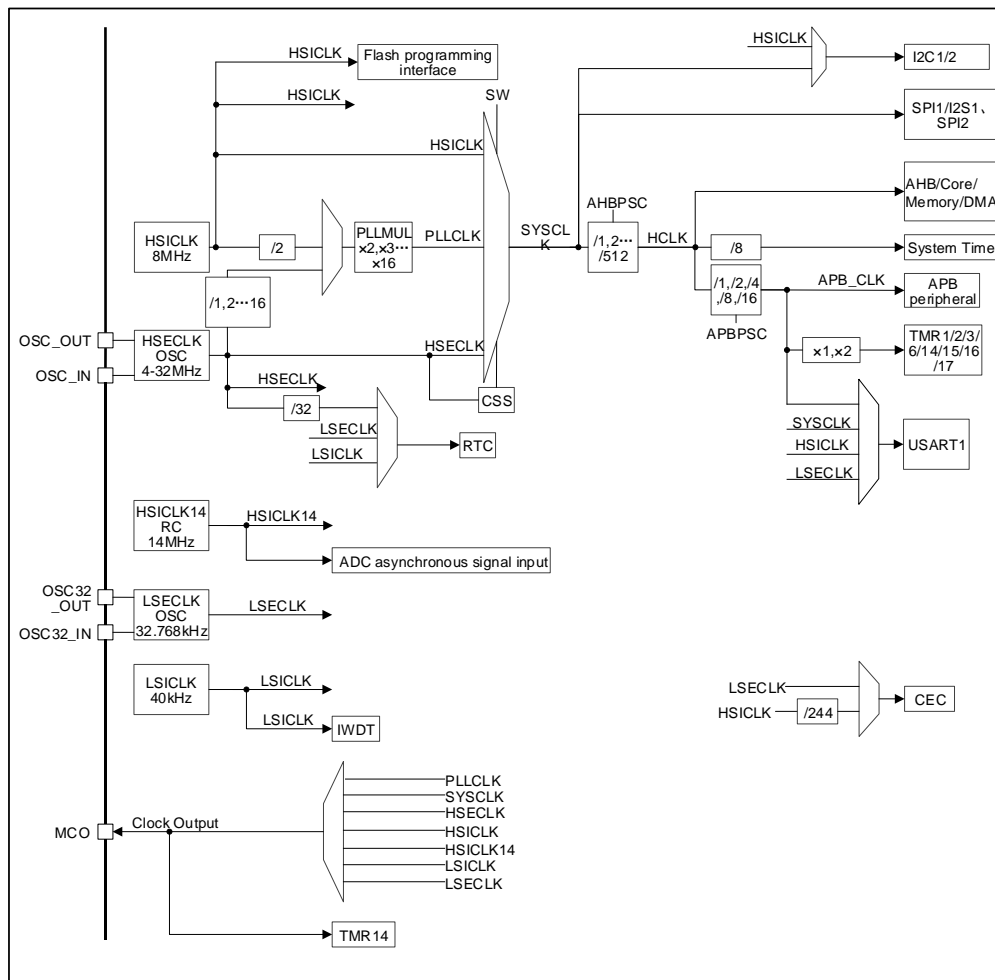 HSICLK
Flash programming
interface
HSICLK
I2C1/2
HSICLK
SW
SPI1/I2S1、
SPI2
HSICLK
AHB/Core/
Memory/DMA
HSICLK
8MHz
/2
PLLMUL
×2,×3···
×16
PLLCLK
SYSCL
K
AHBPSC
/1,2···
/512
HCLK
/8
System Time
/1,2···16
/1,/2,/4
,/8,/16
APBPSC
APB_CLK
APB
peripheral
OSC_OUT
OSC_IN
HSECLK
OSC
4-32MHz
HSECLK
×1,×2
TMR1/2/3/
6/14/15/16
/17
HSECLK
CSS
/32
LSECLK
LSICLK
RTC
SYSCLK
HSICLK
LSECLK
USART1
HSICLK14
RC
14MHz
HSICLK14
ADC asynchronous signal input
OSC32
_OUT
OSC32_IN
LSECLK
OSC
32.768kHz
LSECLK
LSICLK
40kHz
LSICLK
LSICLK
IWDT
LSECLK
HSICLK
/244
CEC
PLLCLK
SYSCLK
HSECLK
HSICLK
HSICLK14
LSICLK
LSECLK
MCO
Clock Output
TMR14